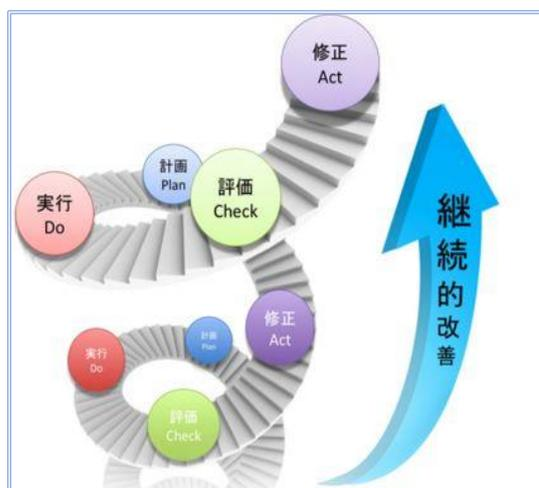 修正
Act
計画
Plan
評価
Check
実行
Do
継続的改善
修正
Act
計画
Plan
実行
Do
評価
Check